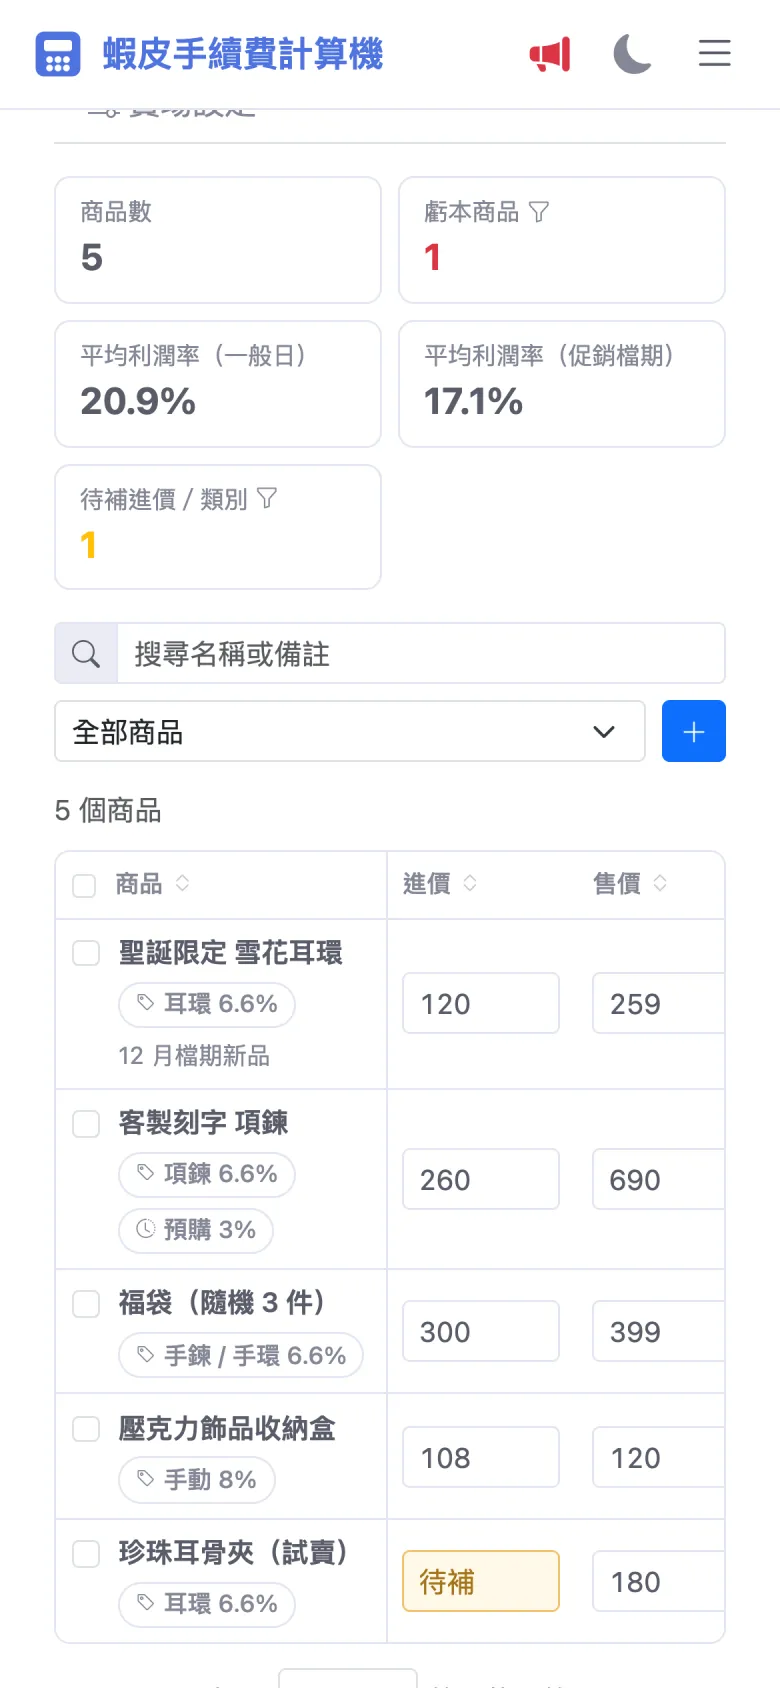 蝦皮手續費計算機
賣場設定
商品數
5
虧本商品
1
平均利潤率（一般日）
20.9%
平均利潤率（促銷檔期）
17.1%
待補進價 / 類別
1
搜尋名稱或備註
全部商品
5 個商品
商品 進價 售價
聖誕限定 雪花耳環
耳環 6.6%
12 月檔期新品
120 259
客製刻字 項鍊
項鍊 6.6%
預購 3%
260 690
福袋（隨機 3 件）
手鍊 / 手環 6.6%
300 399
壓克力飾品收納盒
手動 8%
108 120
珍珠耳骨夾（試賣）
耳環 6.6%
待補 180